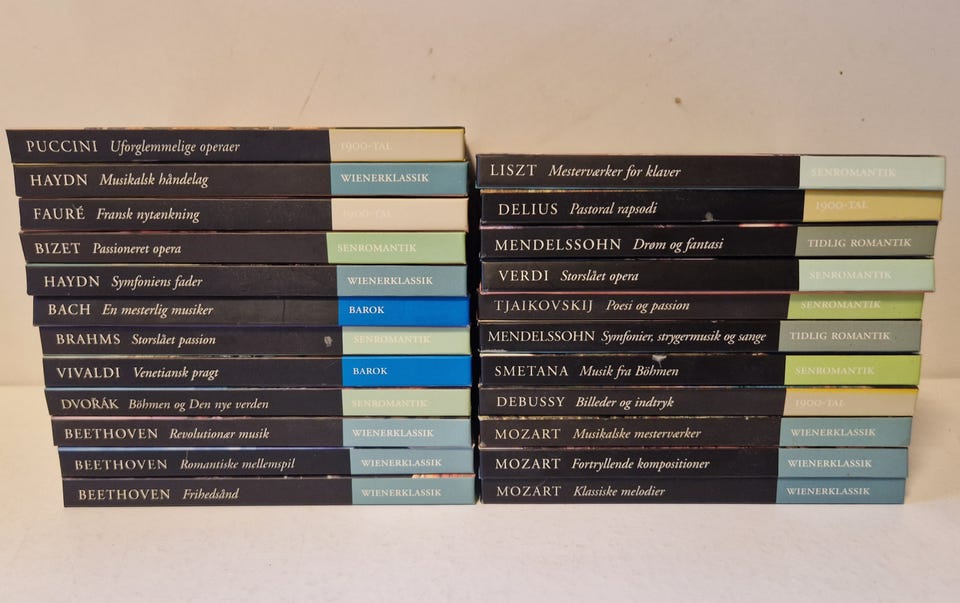 PUCCINI Uforglemmelige operaer 1900-TAL
HAYDN Musikalsk håndelag WIENERKLASSIK
FAURÉ Fransk nytænkning 1900-TAL
BIZET Passioneret opera SENROMANTIK
HAYDN Symfoniens fader WIENERKLASSIK
BACH En mesterlig musiker BAROK
BRAHMS Storslået passion SENROMANTIK
VIVALDI Venetiansk pragt BAROK
DVOŘÁK Böhmen og Den nye verden SENROMANTIK
BEETHOVEN Revolutionær musik WIENERKLASSIK
BEETHOVEN Romantiske mellemspil WIENERKLASSIK
BEETHOVEN Frihedsånd WIENERKLASSIK
LISZT Mesterværker for klaver SENROMANTIK
DELIUS Pastoral rapsodi 1900-TAL
MENDELSSOHN Drøm og fantasi TIDLIG ROMANTIK
VERDI Storslået opera SENROMANTIK
TJAIKOVSKIJ Poesi og passion SENROMANTIK
MENDELSSOHN Symfonier, strygermusik og sange TIDLIG ROMANTIK
SMETANA Musik fra Böhmen SENROMANTIK
DEBUSSY Billeder og indtryk 1900-TAL
MOZART Musikalske mesterværker WIENERKLASSIK
MOZART Fortryllende kompositioner WIENERKLASSIK
MOZART Klassiske melodier WIENERKLASSIK